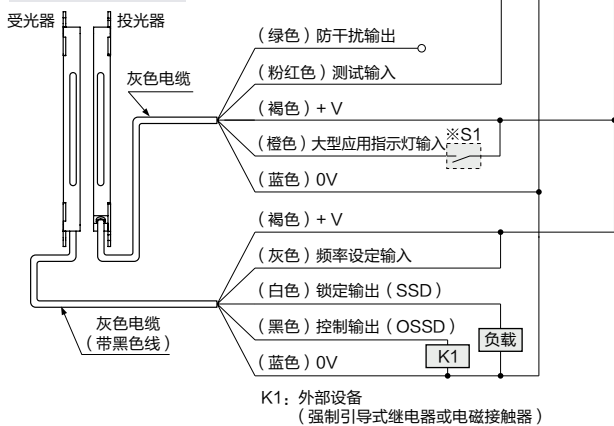 受光器
投光器
灰色电缆
（绿色）防干扰输出
（粉红色）测试输入
（褐色）+ V
（橙色）大型应用指示灯输入
※S1
（蓝色）0V
（褐色）+ V
（灰色）频率设定输入
（白色）锁定输出（SSD）
（黑色）控制输出（OSSD）
（蓝色）0V
灰色电缆
（带黑色线）
K1
负载
K1：外部设备
（强制引导式继电器或电磁接触器）